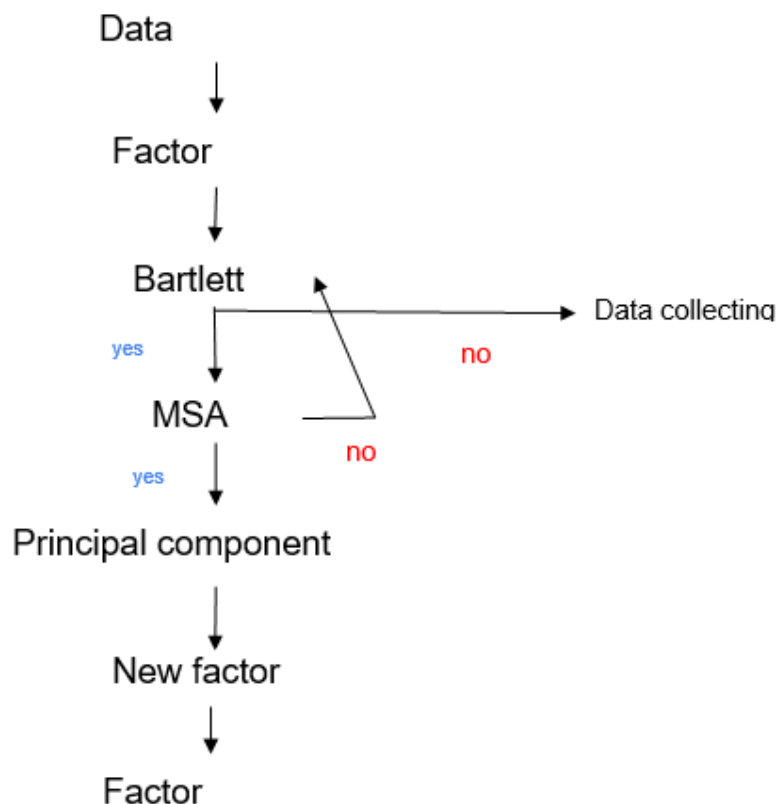 Data
Factor
Bartlett
Data collecting
yes
no
MSA
no
yes
Principal component
New factor
Factor